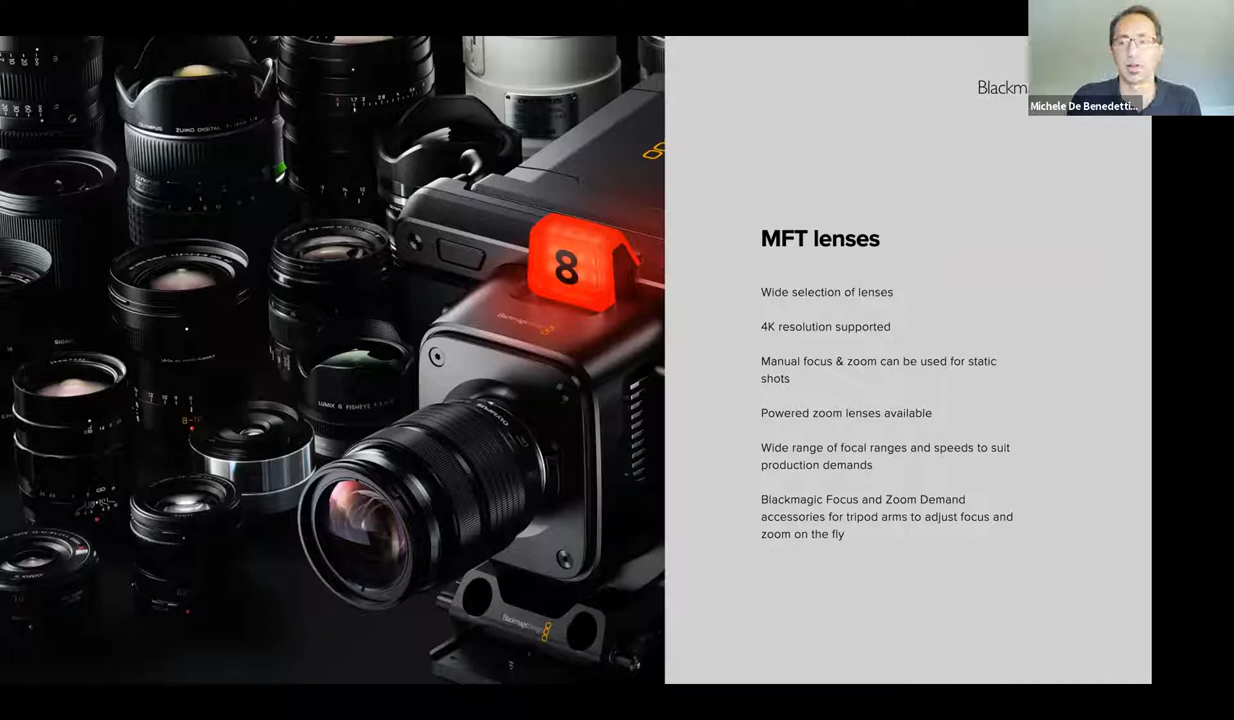 Blackm
Michele De Benedetti...
MFT lenses
Wide selection of lenses
4K resolution supported
Manual focus & zoom can be used for static
shots
Powered zoom lenses available
Wide range of focal ranges and speeds to suit
production demands
Blackmagic Focus and Zoom Demand
accessories for tripod arms to adjust focus and
zoom on the fly
8
OLYMPUS ZUIKO DIGITAL
LUMIX G FISHEYE
OLYMPUS
Blackmagicdesign